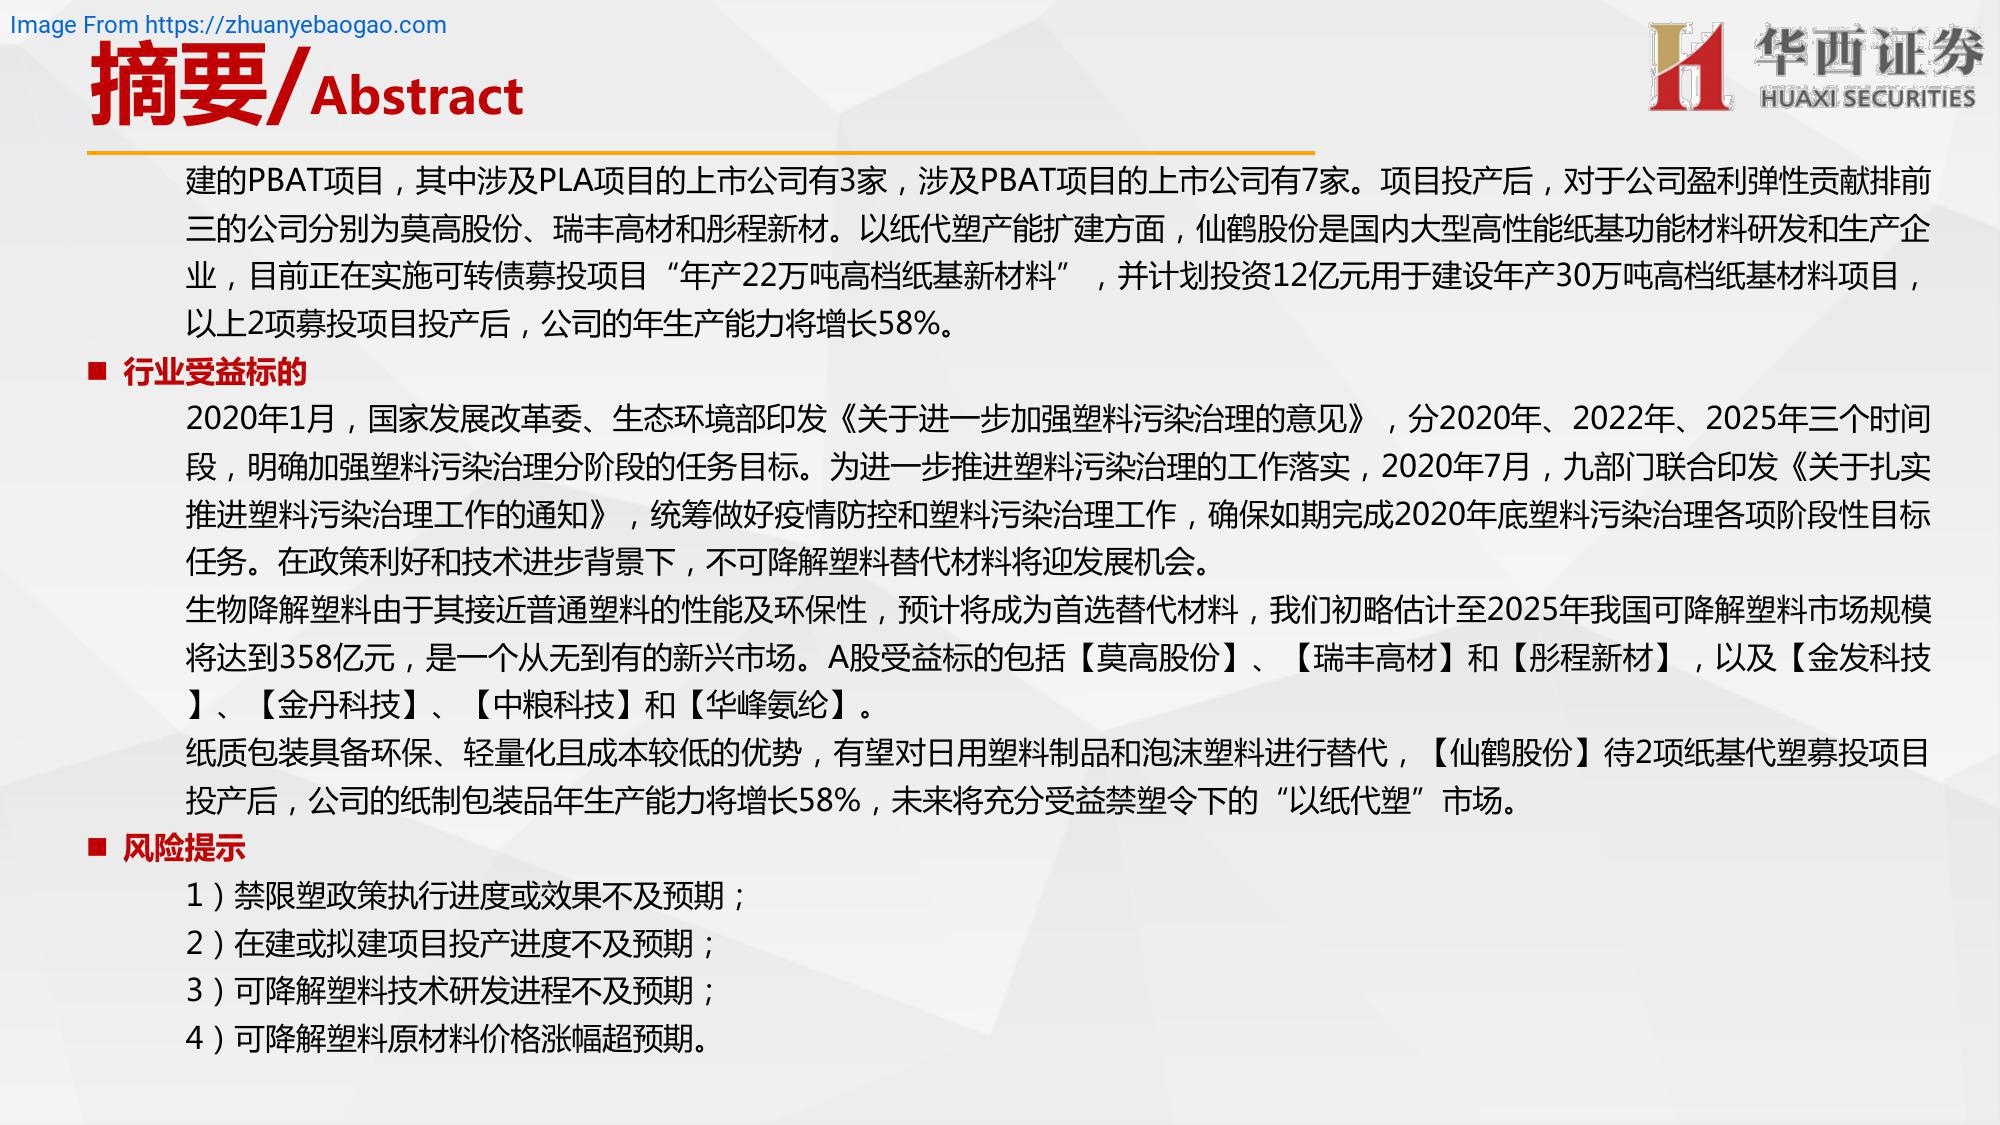 Image From https://zhuanyebaogao.com
摘要/Abstract
华西证券
HUAXI SECURITIES
建的PBAT项目，其中涉及PLA项目的上市公司有3家，涉及PBAT项目的上市公司有7家。项目投产后，对于公司盈利弹性贡献排前
三的公司分别为莫高股份、瑞丰高材和彤程新材。以纸代塑产能扩建方面，仙鹤股份是国内大型高性能纸基功能材料研发和生产企
业，目前正在实施可转债募投项目“年产22万吨高档纸基新材料”，并计划投资12亿元用于建设年产30万吨高档纸基材料项目，
以上2项募投项目投产后，公司的年生产能力将增长58%。
■ 行业受益标的
2020年1月，国家发展改革委、生态环境部印发《关于进一步加强塑料污染治理的意见》，分2020年、2022年、2025年三个时间
段，明确加强塑料污染治理分阶段的任务目标。为进一步推进塑料污染治理的工作落实，2020年7月，九部门联合印发《关于扎实
推进塑料污染治理工作的通知》，统筹做好疫情防控和塑料污染治理工作，确保如期完成2020年底塑料污染治理各项阶段性目标
任务。在政策利好和技术进步背景下，不可降解塑料替代材料将迎发展机会。
生物降解塑料由于其接近普通塑料的性能及环保性，预计将成为首选替代材料，我们初略估计至2025年我国可降解塑料市场规模
将达到358亿元，是一个从无到有的新兴市场。A股受益标的包括【莫高股份】、【瑞丰高材】和【彤程新材】，以及【金发科技
】、【金丹科技】、【中粮科技】和【华峰氨纶】。
纸质包装具备环保、轻量化且成本较低的优势，有望对日用塑料制品和泡沫塑料进行替代，【仙鹤股份】待2项纸基代塑募投项目
投产后，公司的纸制包装品年生产能力将增长58%，未来将充分受益禁塑令下的“以纸代塑”市场。
■ 风险提示
1）禁限塑政策执行进度或效果不及预期；
2）在建或拟建项目投产进度不及预期；
3）可降解塑料技术研发进程不及预期；
4）可降解塑料原材料价格涨幅超预期。